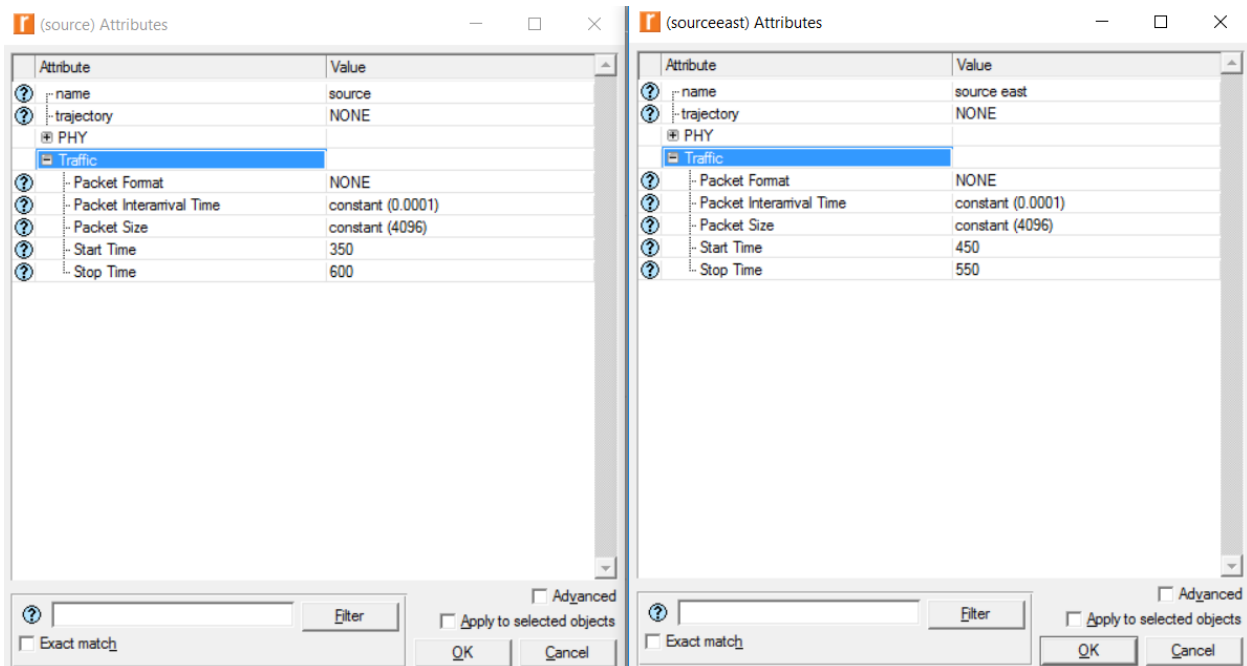 (source) Attributes
Attribute Value
name source
trajectory NONE
PHY
Traffic
Packet Format NONE
Packet Interarrival Time constant (0.0001)
Packet Size constant (4096)
Start Time 350
Stop Time 600
Advanced
Filter
Apply to selected objects
Exact match
OK Cancel
(sourceeast) Attributes
Attribute Value
name source east
trajectory NONE
PHY
Traffic
Packet Format NONE
Packet Interarrival Time constant (0.0001)
Packet Size constant (4096)
Start Time 450
Stop Time 550
Advanced
Filter
Apply to selected objects
Exact match
OK Cancel